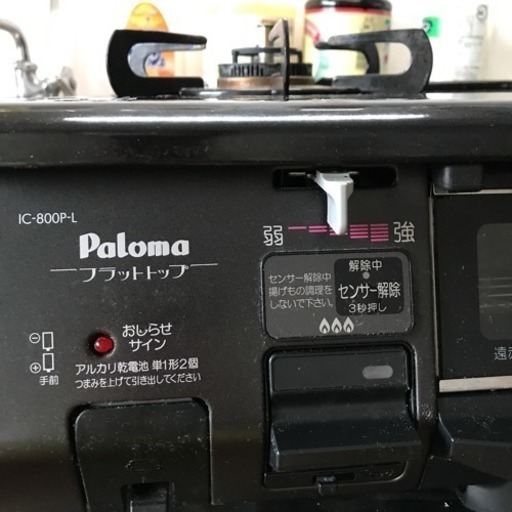 IC-800P-L
Paloma
フラットトップ
弱
強
センサー解除中
揚げもの調理を
しないで下さい。
解除中
センサー解除
3秒押し
おしらせ
サイン
手前
アルカリ乾電池 単1形2個
つまみを上げて引き出してください